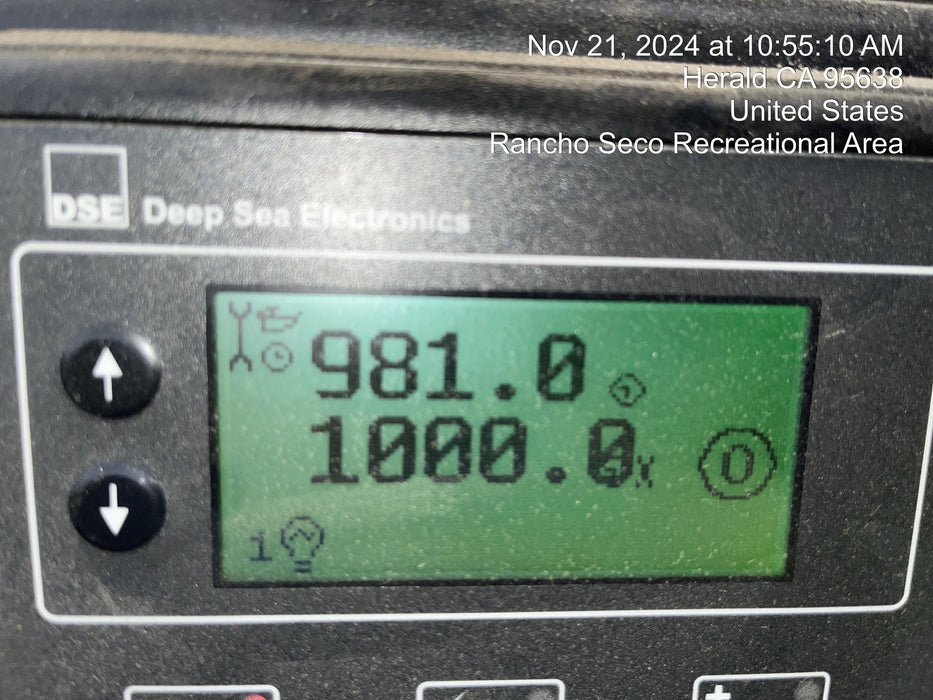 Nov 21, 2024 at 10:55:10 AM
Herald CA 95638
United States
Rancho Seco Recreational Area
DSE Deep Sea Electronics
981.0
1000.0
0
i